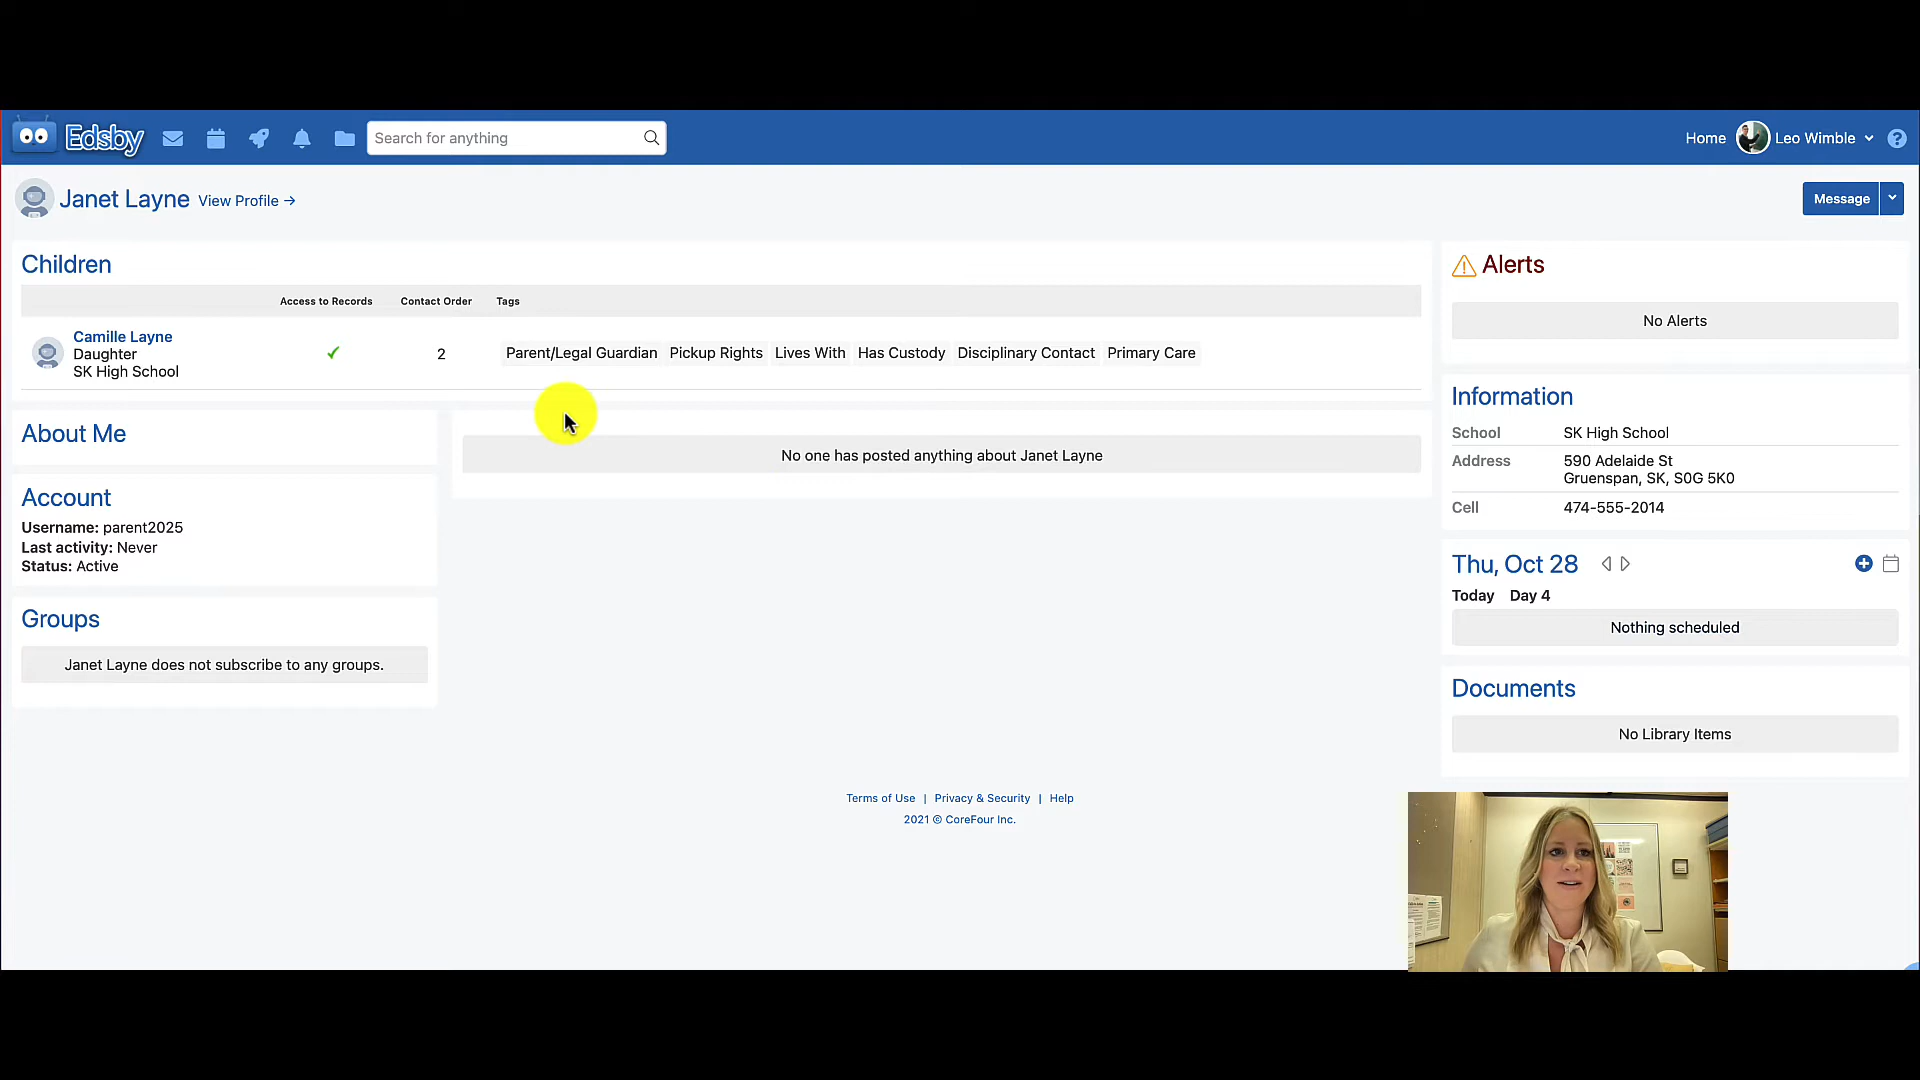 Edsby
Search for anything
Home
Leo Wimble
Janet Layne
View Profile →
Message
Children
Access to Records
Contact Order
Tags
Camille Layne
Daughter
SK High School
2
Parent/Legal Guardian
Pickup Rights
Lives With
Has Custody
Disciplinary Contact
Primary Care
About Me
Account
Username: parent2025
Last activity: Never
Status: Active
Groups
Janet Layne does not subscribe to any groups.
No one has posted anything about Janet Layne
Alerts
No Alerts
Information
School SK High School
Address 590 Adelaide St
Gruenspan, SK, S0G 5K0
Cell 474-555-2014
Thu, Oct 28
Today Day 4
Nothing scheduled
Documents
No Library Items
Terms of Use | Privacy & Security | Help
2021 © CoreFour Inc.